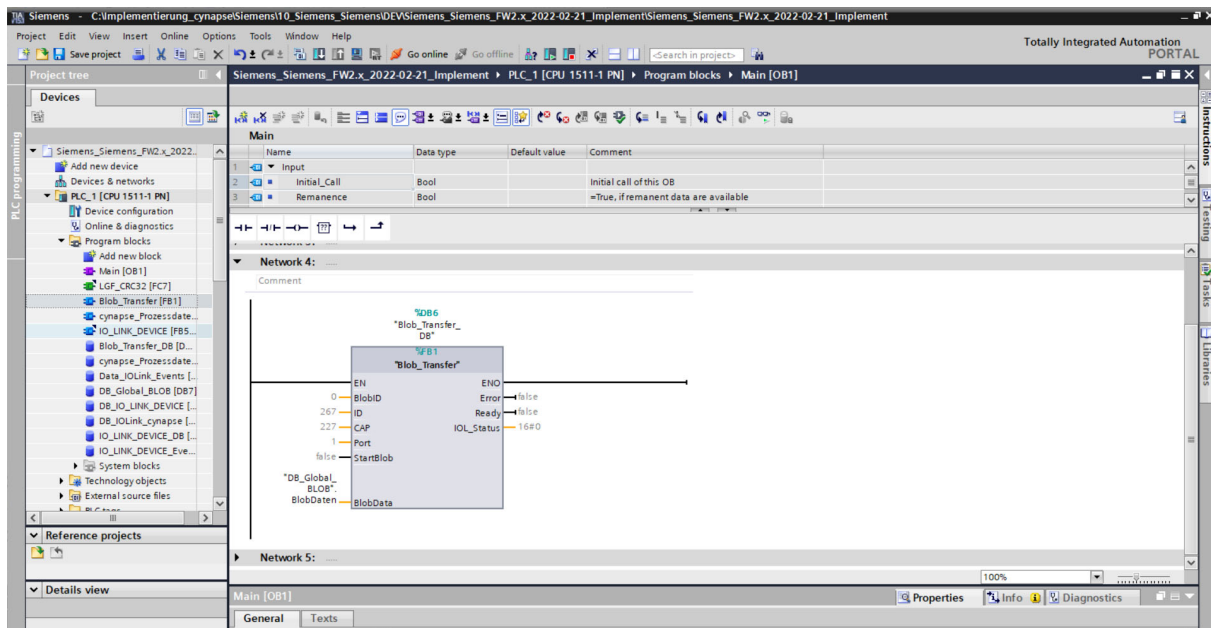 Siemens - C:\Implementierung_cynapse\Siemens\10_Siemens_Siemens\DEV\Siemens_Siemens_FW2.x_2022-02-21_Implement\Siemens_Siemens_FW2.x_2022-02-21_Implement
Project Edit View Insert Online Options Tools Window Help
Totally Integrated Automation
PORTAL
Save project
Go online
Go offline
<Search in project>
Project tree
Siemens_Siemens_FW2.x_2022-02-21_Implement
PLC_1 [CPU 1511-1 PN]
Program blocks
Main [OB1]
Devices
PLC programming
Siemens_Siemens_FW2.x_2022..
Add new device
Devices & networks
PLC_1 [CPU 1511-1 PN]
Device configuration
Online & diagnostics
Program blocks
Add new block
Main [OB1]
LGF_CRC32 [FC7]
Blob_Transfer [FB1]
cynapse_Prozessdate...
IO_LINK_DEVICE [FB5...
Blob_Transfer_DB [D...
cynapse_Prozessdate...
Data_IOLink_Events [...
DB_Global_BLOB [DB7]
DB_IO_LINK_DEVICE [...
DB_IOLink_cynapse [...
IO_LINK_DEVICE_DB [...
IO_LINK_DEVICE_Eve...
System blocks
Technology objects
External source files
PLC tags
Reference projects
Details view
Main
Name Data type Default value Comment
1 Input
2 Initial_Call Bool Initial call of this OB
3 Remanence Bool =True, if remanent data are available
Network 3: ....
Network 4: ....
Comment
%DB6
"Blob_Transfer_
DB"
%FB1
"Blob_Transfer"
EN ENO
0 BlobID Error false
267 ID Ready false
227 CAP IOL_Status 16#0
1 Port
false StartBlob
"DB_Global_
BLOB".
BlobDaten BlobData
Network 5: ....
100%
Main [OB1]
Properties Info Diagnostics
General Texts
Instructions
Testing
Tasks
Libraries